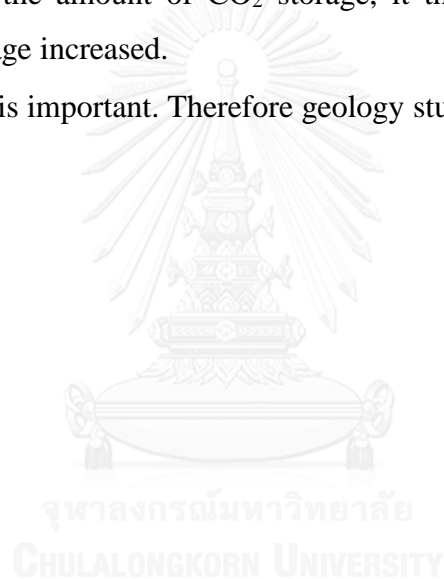 the amount of CO₂ storage, it th
ge increased.
is important. Therefore geology stu
จุฬาลงกรณ์มหาวิทยาลัย
CHULALONGKORN UNIVERSITY